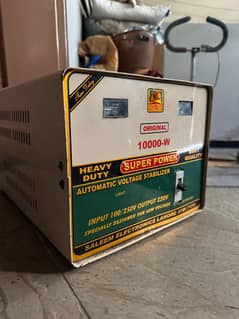 ORIGINAL
10000-W
HEAVY
DUTY
SUPER POWER
QUALITY
AUTOMATIC VOLTAGE STABILIZER
INPUT 100/250V OUTPUT 220V
SPECIALLY DESIGNED FOR LOW VOLTAGE
SALEEM ELECTRONICS LAHORE